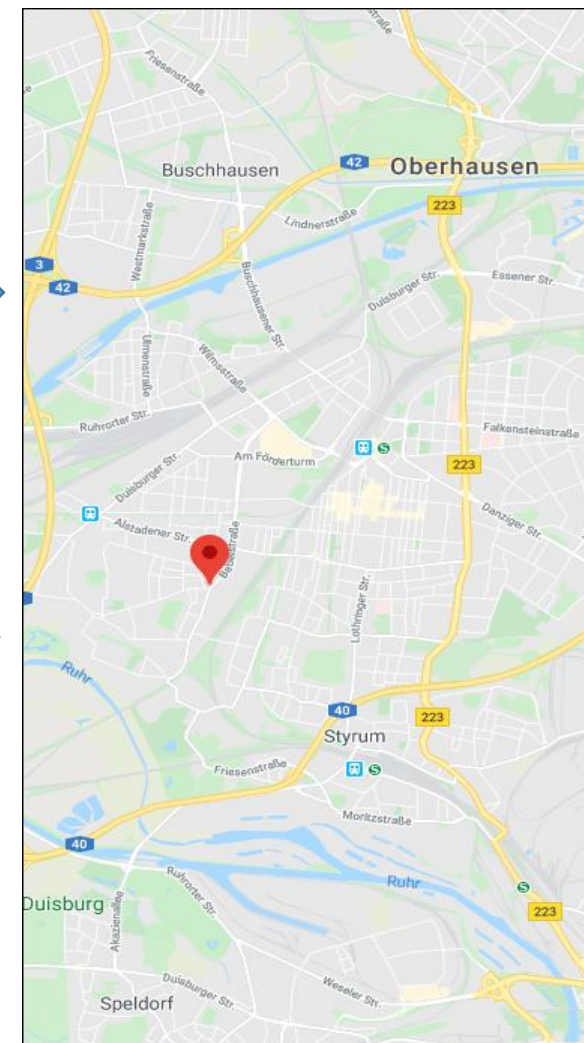 Friesenstraße
Buschhausen
42
Oberhausen
223
Westmarkstraße
Lindnerstraße
3
42
Buschhausener Str.
Duisburger Str.
Essener Str.
Ulmenstraße
Wilmsstraße
Ruhrorter Str.
Falkensteinstraße
S
Am Förderturm
223
Duisburger Str.
Danziger Str.
Alstadener Str.
Bebelstraße
Lothringer Str.
Ruhr
40
223
Styrum
Friesenstraße
S
Moritzstraße
40
Ruhrorter Str.
Ruhr
S
Duisburg
223
Akazienallee
Duisburger Str.
Weseler Str.
Speldorf